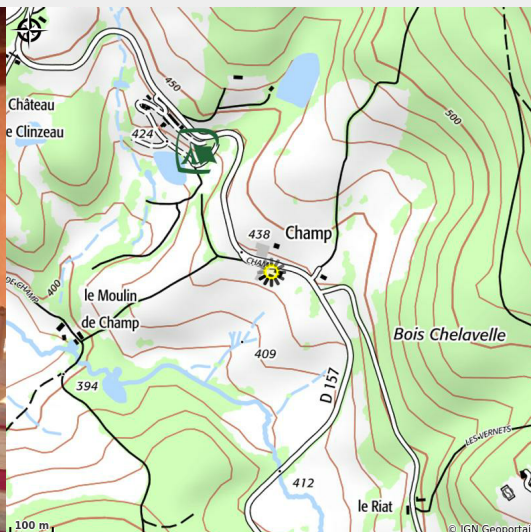 450
Château
e Clinzeau
424
500
438
Champ
CHAM
DE CHAMP
400
le Moulin
de Champ
Bois Chelavelle
409
394
D 157
LES VERNETS
412
le Riat
100 m
© IGN Geoportail